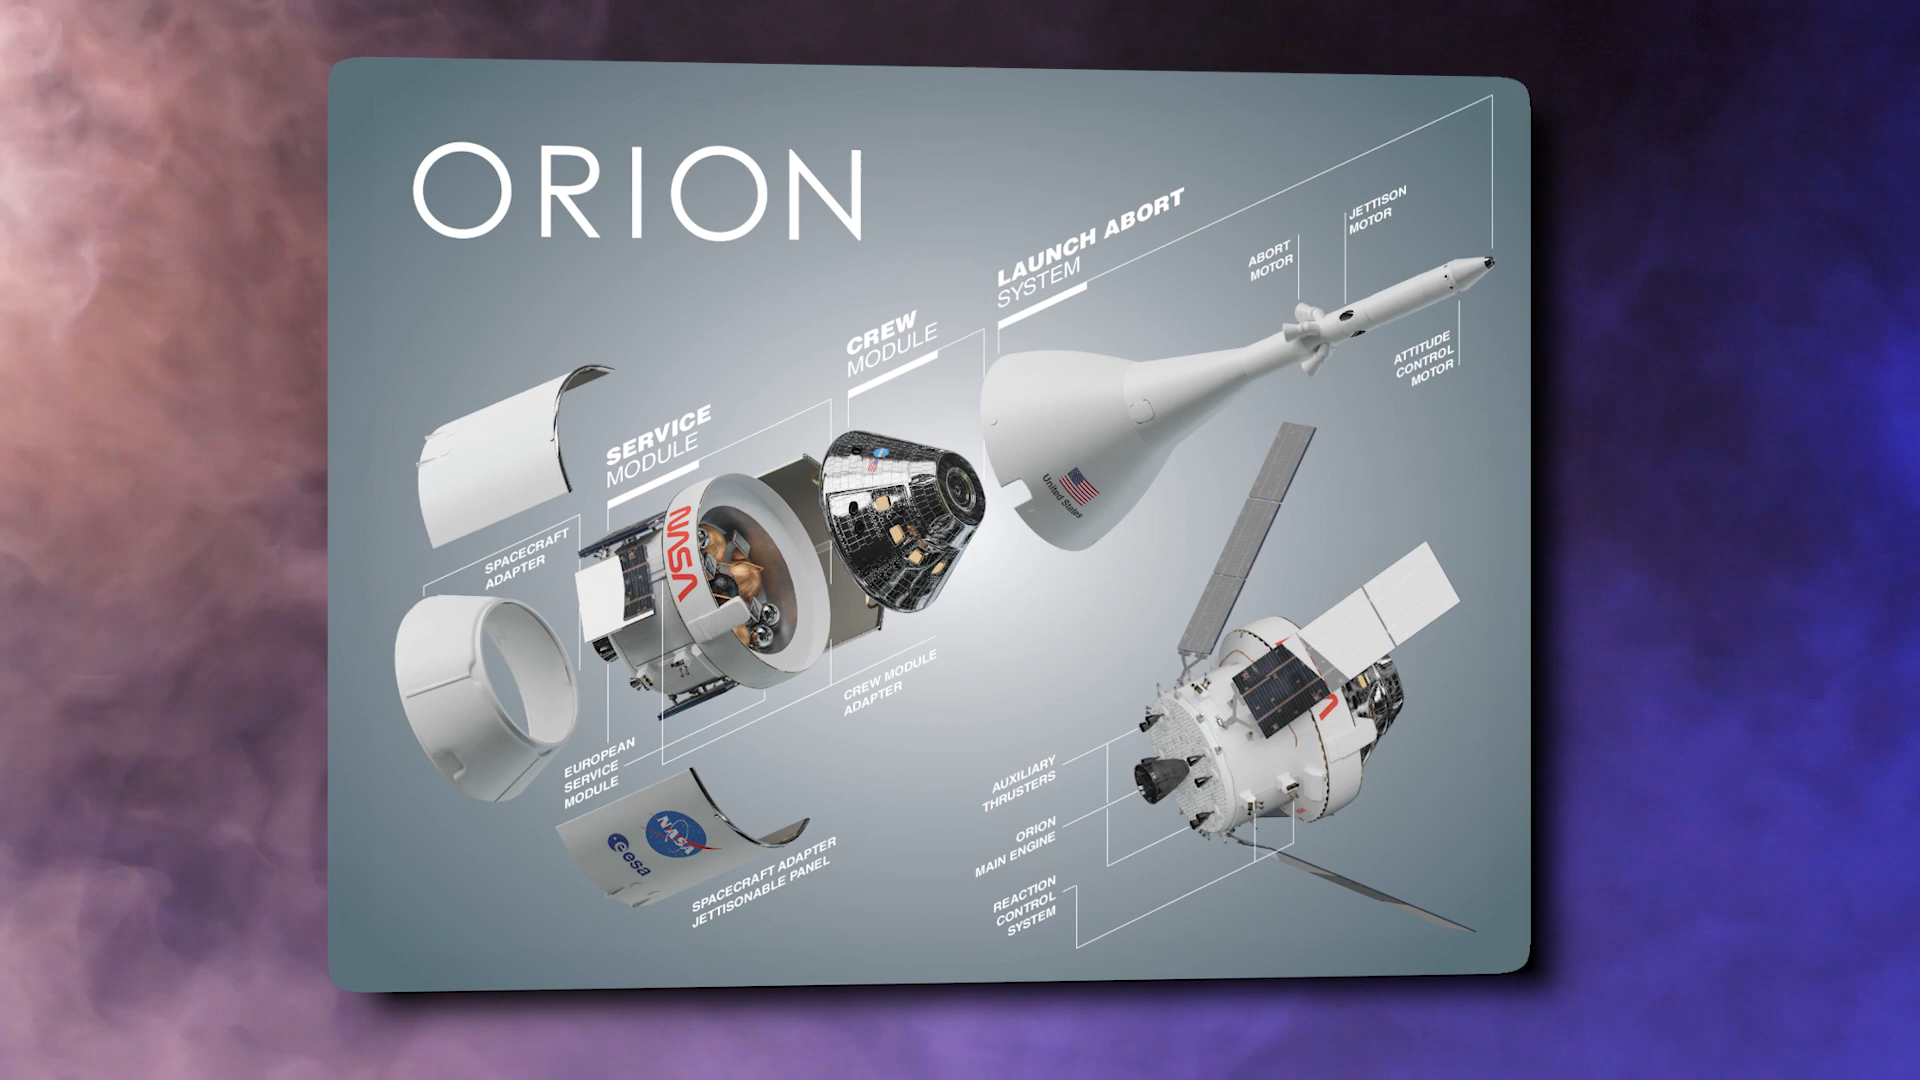 ORION
LAUNCH ABORT
SYSTEM
JETTISON
MOTOR
ABORT
MOTOR
ATTITUDE
CONTROL
MOTOR
CREW
MODULE
SERVICE
MODULE
United States
NASA
SPACECRAFT
ADAPTER
CREW MODULE
ADAPTER
EUROPEAN
SERVICE
MODULE
NASA
esa
SPACECRAFT ADAPTER
JETTISONABLE PANEL
AUXILIARY
THRUSTERS
ORION
MAIN ENGINE
REACTION
CONTROL
SYSTEM